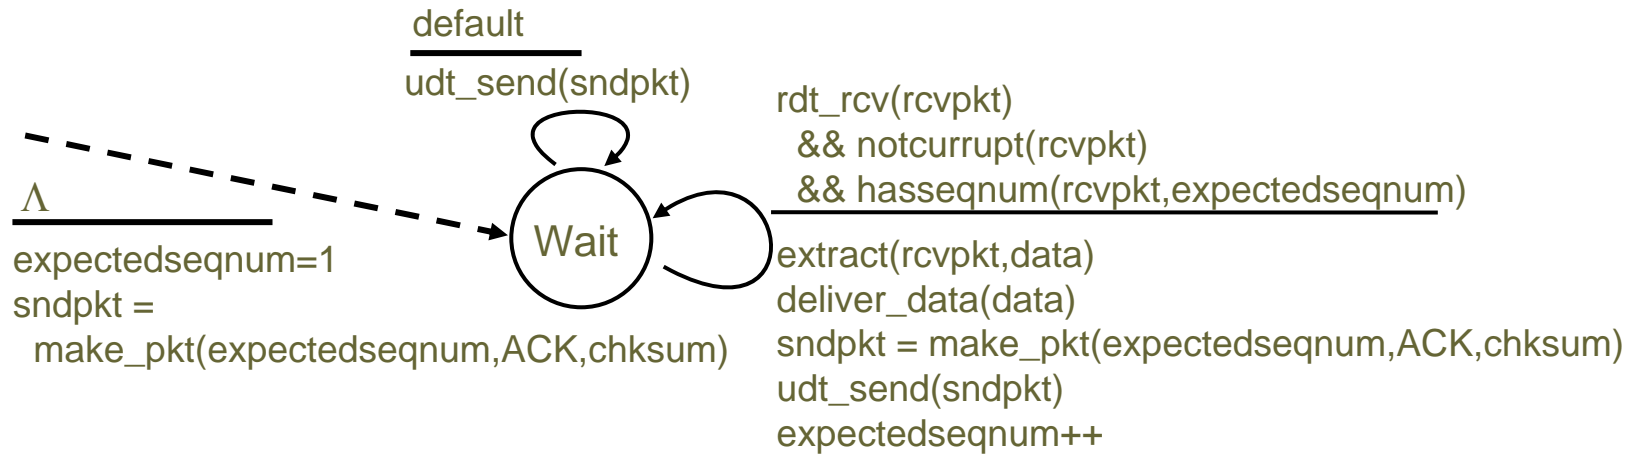 default
udt_send(sndpkt)
rdt_rcv(rcvpkt)
&& notcurrupt(rcvpkt)
&& hasseqnum(rcvpkt,expectedseqnum)
Λ
Wait
expectedseqnum=1
sndpkt =
make_pkt(expectedseqnum,ACK,chksum)
extract(rcvpkt,data)
deliver_data(data)
sndpkt = make_pkt(expectedseqnum,ACK,chksum)
udt_send(sndpkt)
expectedseqnum++